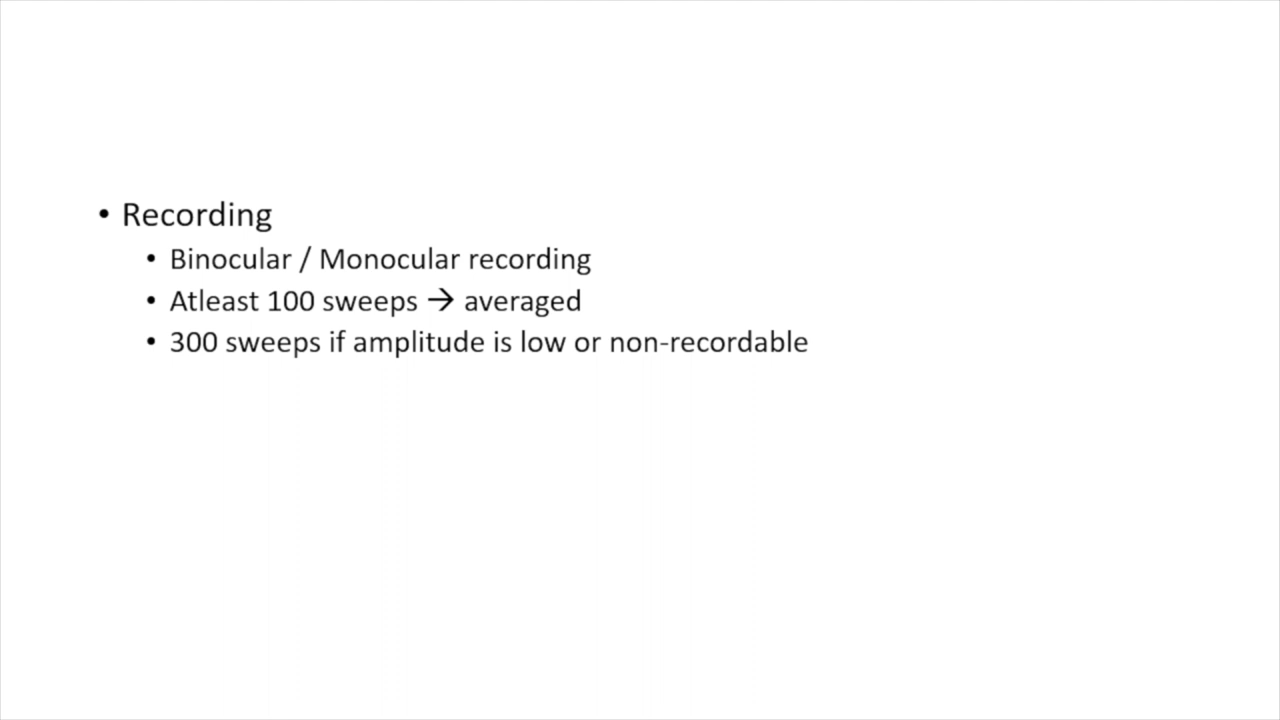 • Recording
• Binocular / Monocular recording
• Atleast 100 sweeps → averaged
• 300 sweeps if amplitude is low or non-recordable